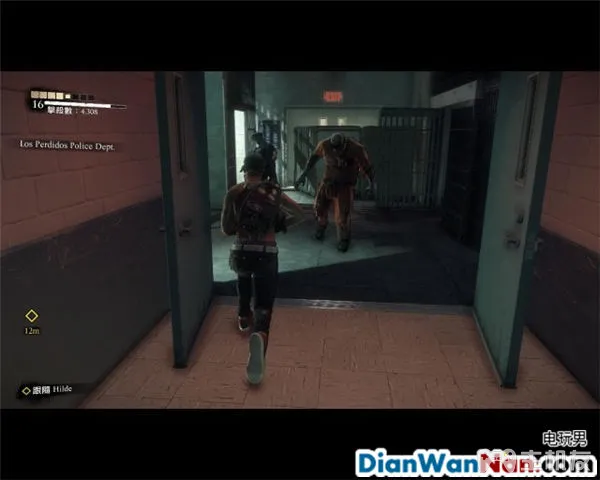 EXIT
16
擊殺數：4,308
Los Perdidos Police Dept.
12m
跟隨 Hilde
电玩男
DianWanNan.com